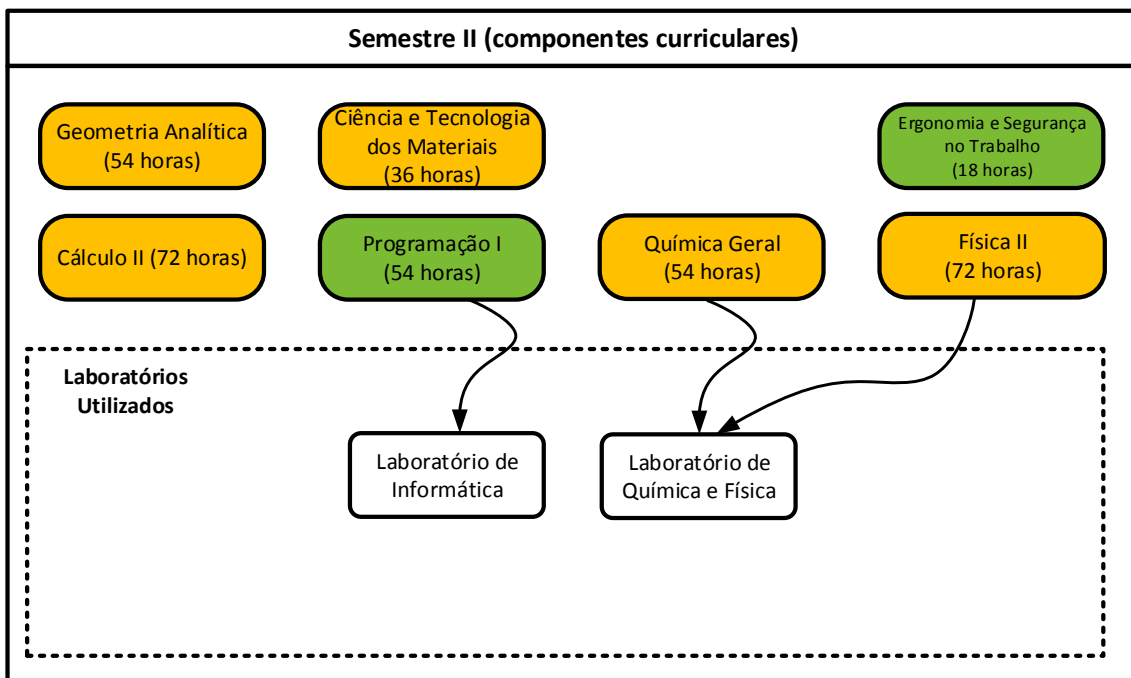 Semestre II (componentes curriculares)
Geometria Analítica
(54 horas)
Ciência e Tecnologia
dos Materiais
(36 horas)
Ergonomia e Segurança
no Trabalho
(18 horas)
Cálculo II (72 horas)
Programação I
(54 horas)
Química Geral
(54 horas)
Física II
(72 horas)
Laboratórios
Utilizados
Laboratório de
Informática
Laboratório de
Química e Física